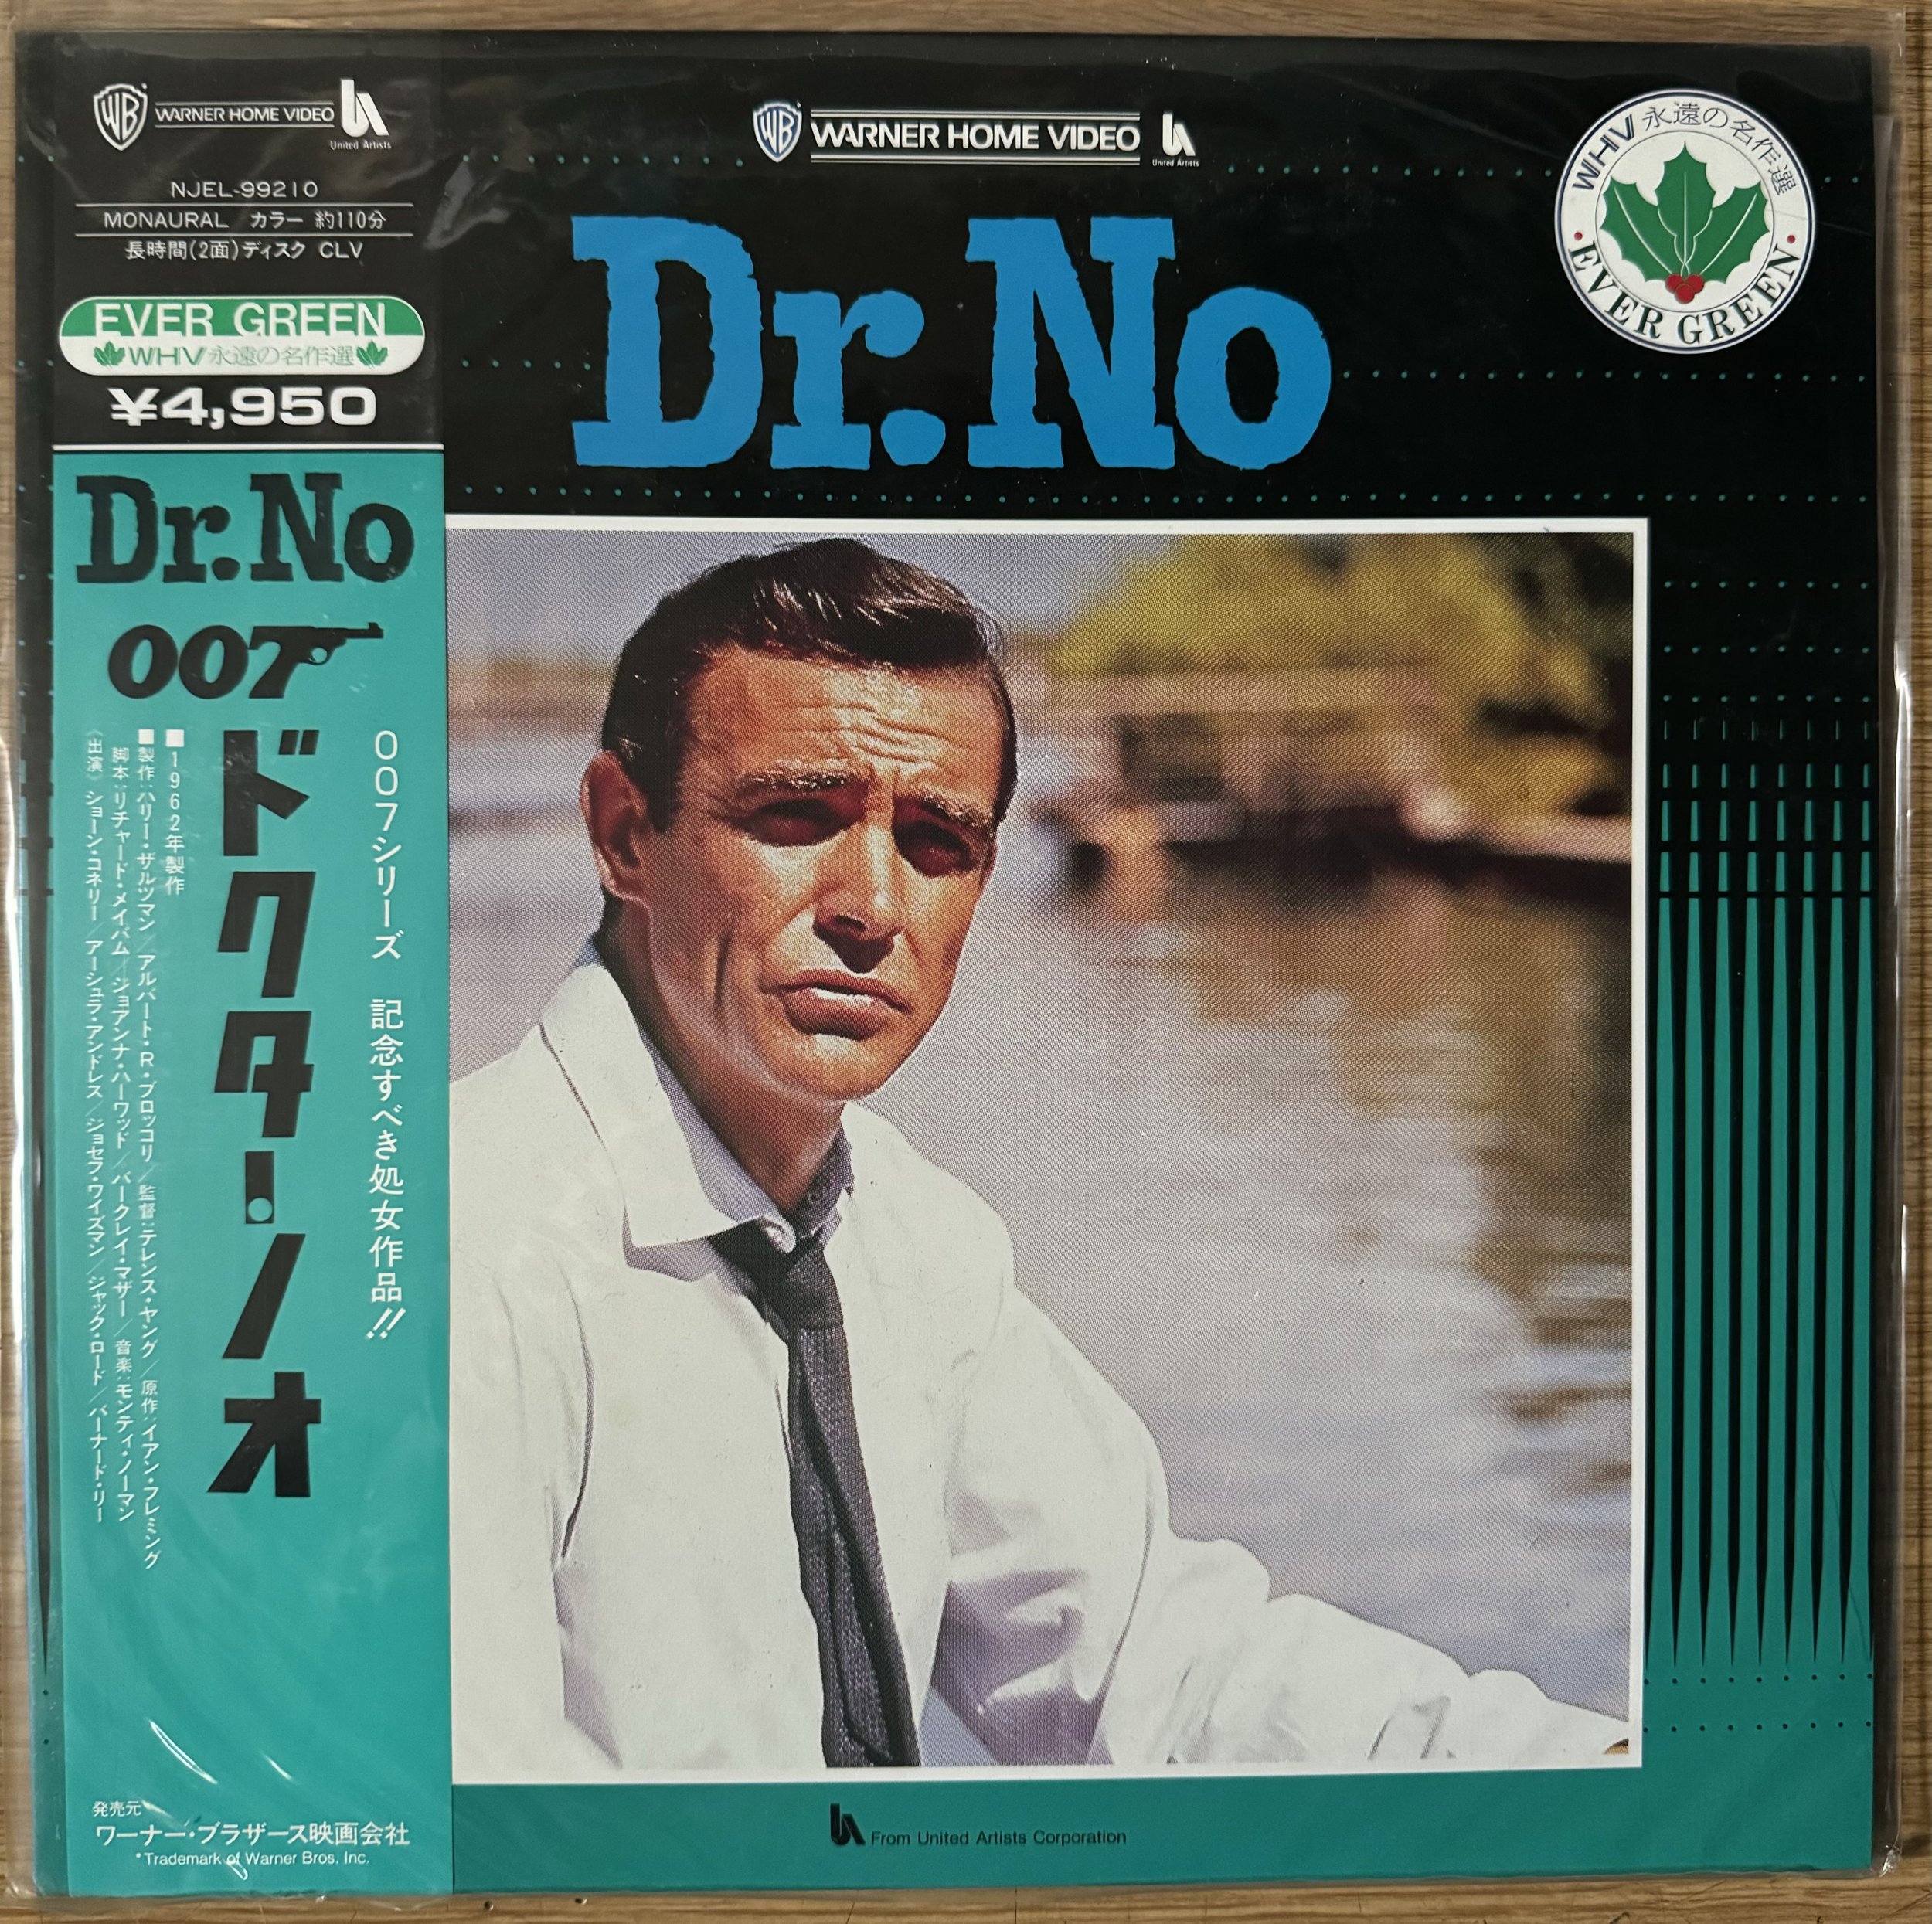 WB WARNER HOME VIDEO
United Artists
NJEL-99210
MONAURAL カラー 約110分
長時間(2面)ディスク CLV
EVER GREEN
WHV永遠の名作選
¥4,950
Dr.No
007
ドクター・ノオ
007シリーズ 記念すべき処女作品!!
■1962年製作
■製作:ハリー・ザルツマン/アルバート・R・ブロッコリ/監督:テレンス・ヤング/原作:イアン・フレミング
脚本:リチャード・メイバム/ジョアンナ・ハーウッド/バークレイ・マザー/音楽:モンティ・ノーマン
〈出演〉ショーン・コネリー/アーシュラ・アンドレス/ジョセフ・ワイズマン/ジャック・ロード/バーナード・リー
発売元
ワーナー・ブラザース映画会社
*Trademark of Warner Bros. Inc.
WB WARNER HOME VIDEO
United Artists
WHV 永遠の名作選
EVER GREEN
Dr.No
From United Artists Corporation